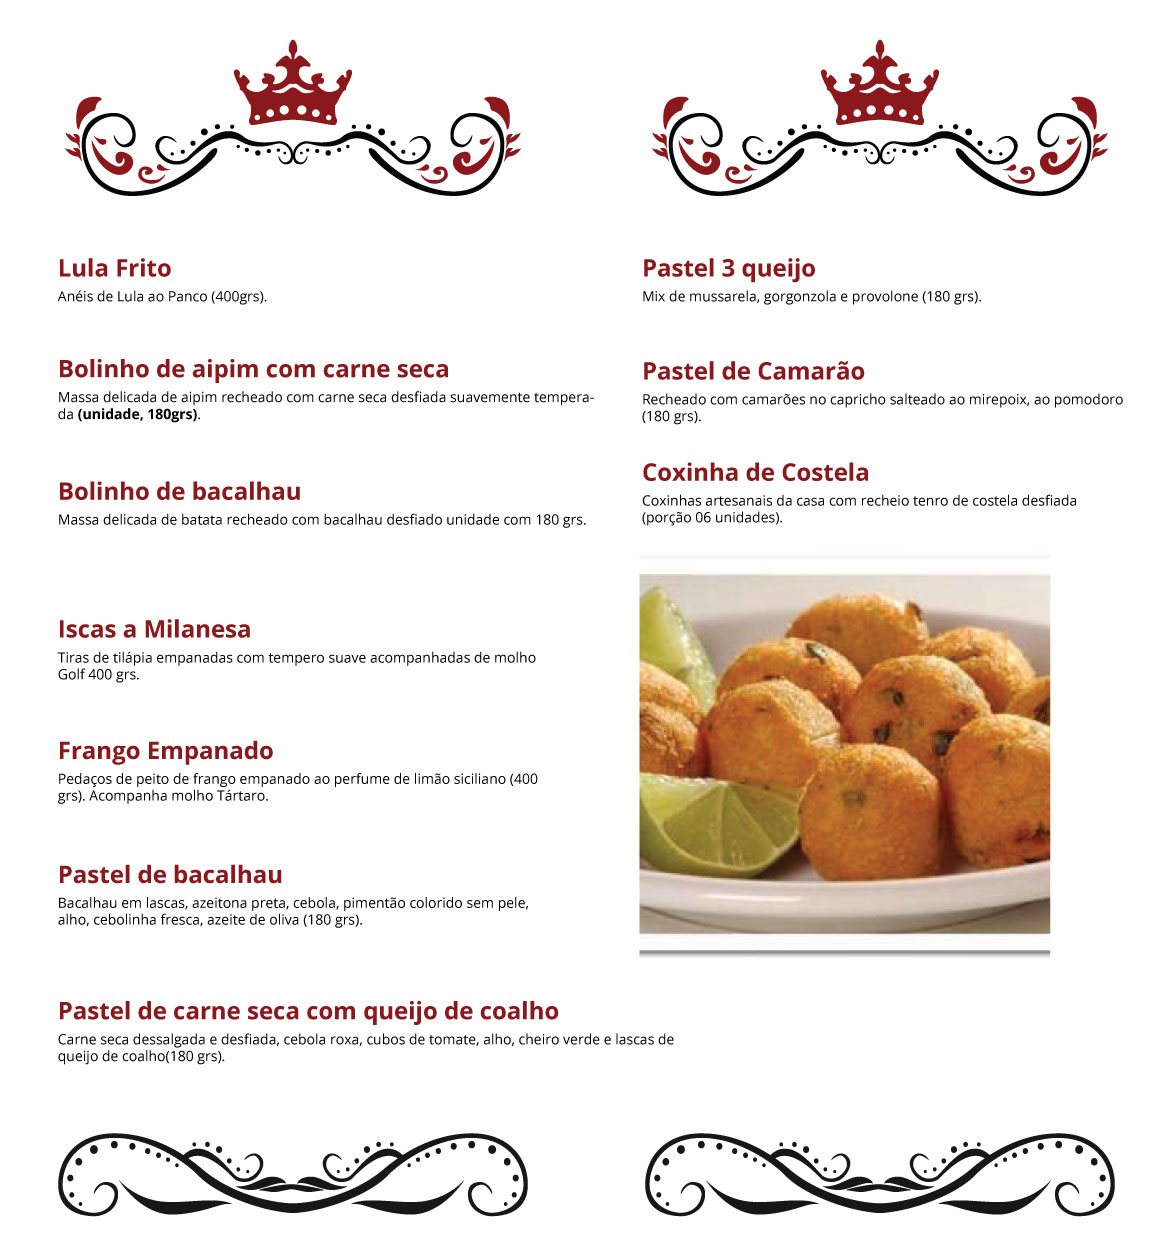 Lula Frito
Anéis de Lula ao Panco (400grs).
Bolinho de aipim com carne seca
Massa delicada de aipim recheado com carne seca desfiada suavemente tempera-
da (unidade, 180grs).
Bolinho de bacalhau
Massa delicada de batata recheado com bacalhau desfiado unidade com 180 grs.
Iscas a Milanesa
Tiras de tilápia empanadas com tempero suave acompanhadas de molho
Golf 400 grs.
Frango Empanado
Pedaços de peito de frango empanado ao perfume de limão siciliano (400
grs). Acompanha molho Tártaro.
Pastel de bacalhau
Bacalhau em lascas, azeitona preta, cebola, pimentão colorido sem pele,
alho, cebolinha fresca, azeite de oliva (180 grs).
Pastel de carne seca com queijo de coalho
Carne seca dessalgada e desfiada, cebola roxa, cubos de tomate, alho, cheiro verde e lascas de
queijo de coalho(180 grs).
Pastel 3 queijo
Mix de mussarela, gorgonzola e provolone (180 grs).
Pastel de Camarão
Recheado com camarões no capricho salteado ao mirepoix, ao pomodoro
(180 grs).
Coxinha de Costela
Coxinhas artesanais da casa com recheio tenro de costela desfiada
(porção 06 unidades).